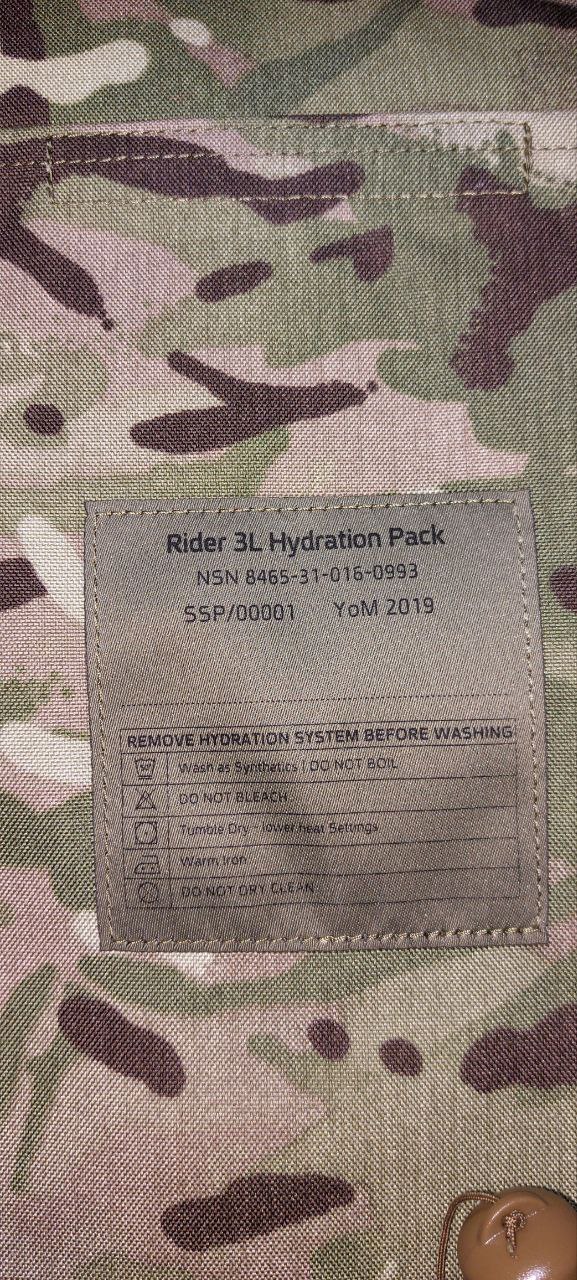 Rider 3L Hydration Pack
NSN 8465-31-016-0993
SSP/00001 YoM 2019
REMOVE HYDRATION SYSTEM BEFORE WASHING
Wash as Synthetics | DO NOT BOIL
DO NOT BLEACH
Tumble Dry - lower heat Settings
Warm Iron
DO NOT DRY CLEAN